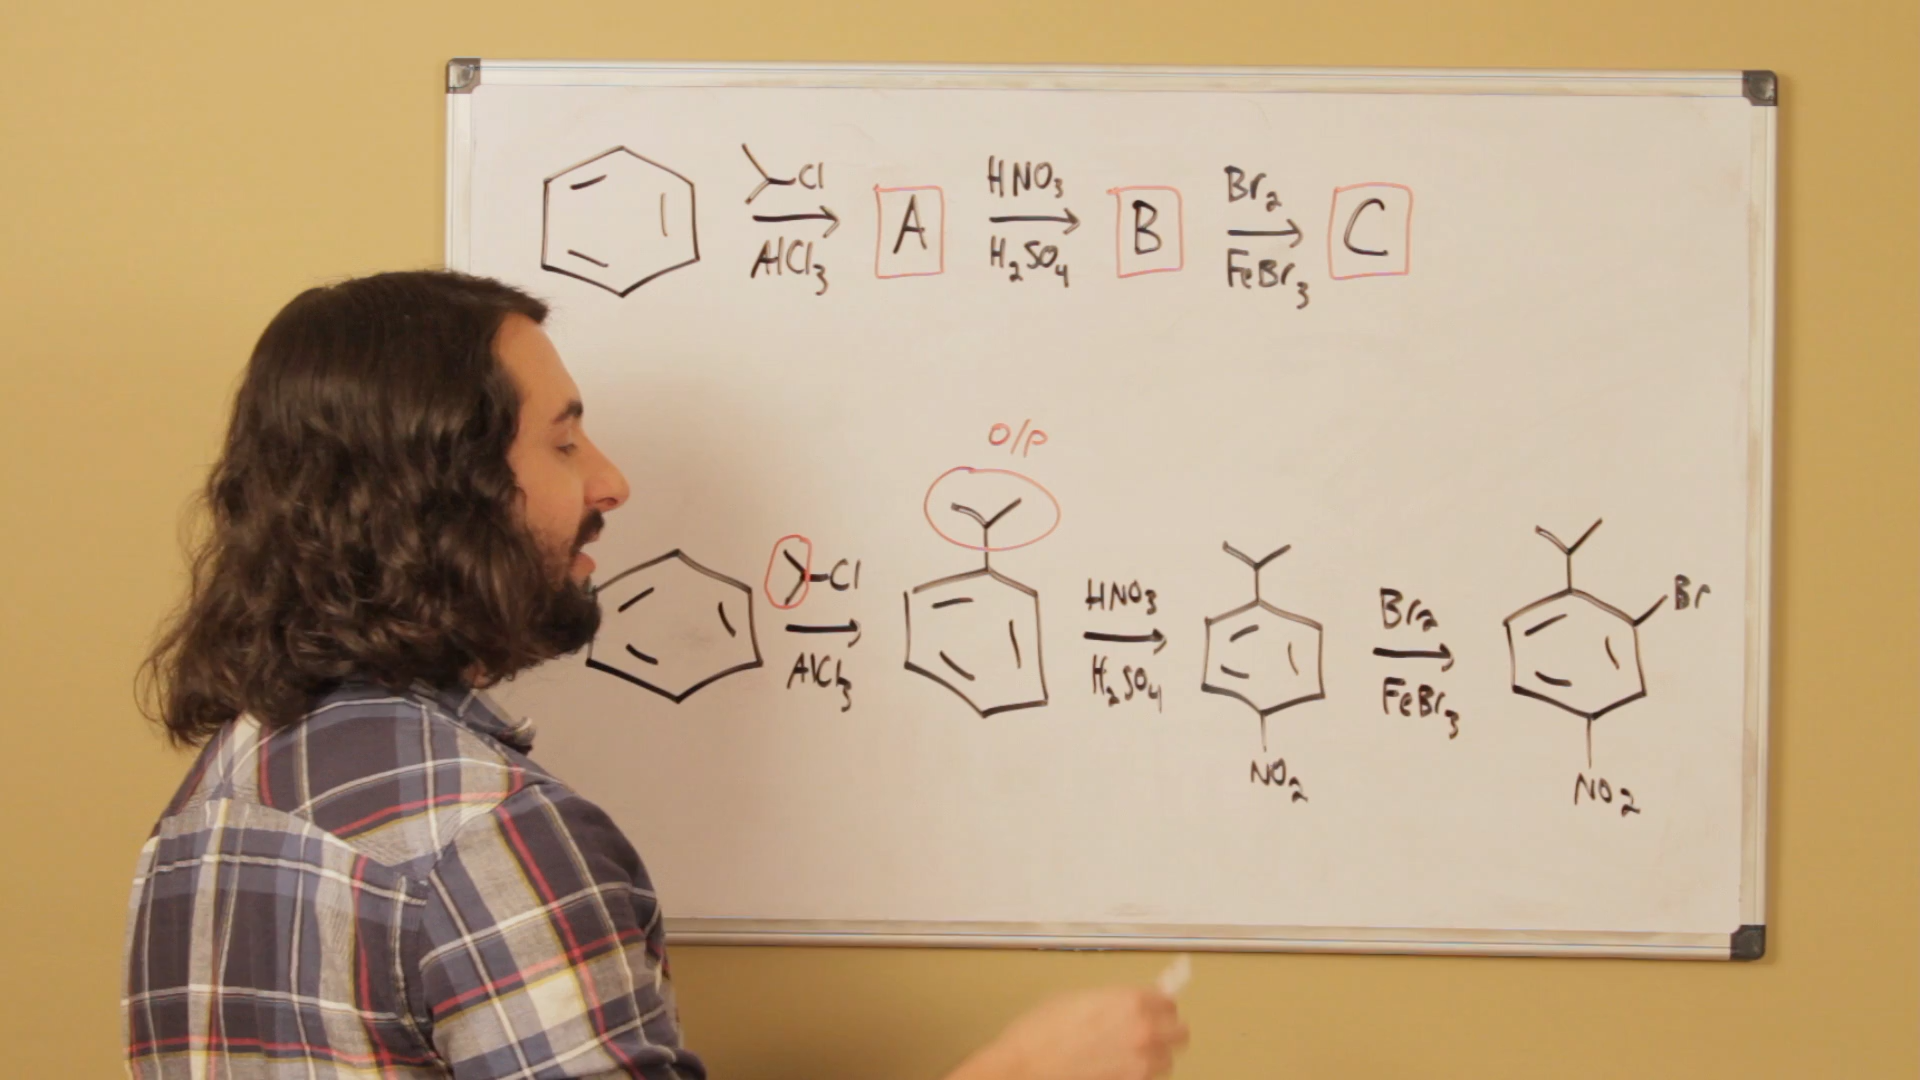 Cl
AlCl3
A
HNO3
H2SO4
B
Br2
FeBr3
C
o/p
Cl
AlCl3
HNO3
H2SO4
NO2
Br2
FeBr3
Br
NO2